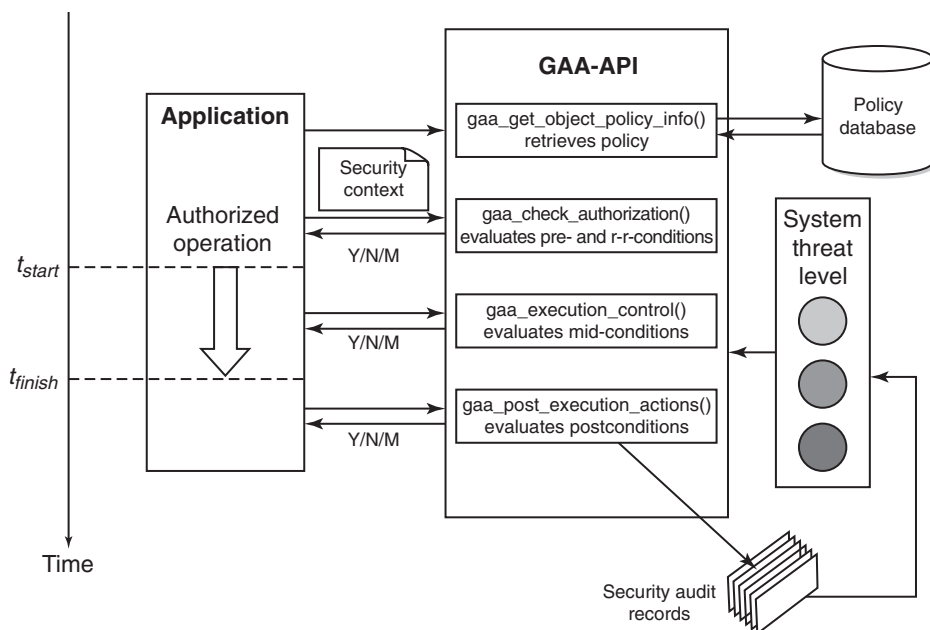 GAA-API
Application
gaa_get_object_policy_info()
retrieves policy
Policy
database
Security
context
Authorized
operation
gaa_check_authorization()
evaluates pre- and r-r-conditions
Y/N/M
System
threat
level
t_start
gaa_execution_control()
evaluates mid-conditions
Y/N/M
t_finish
gaa_post_execution_actions()
evaluates postconditions
Y/N/M
Time
Security audit
records